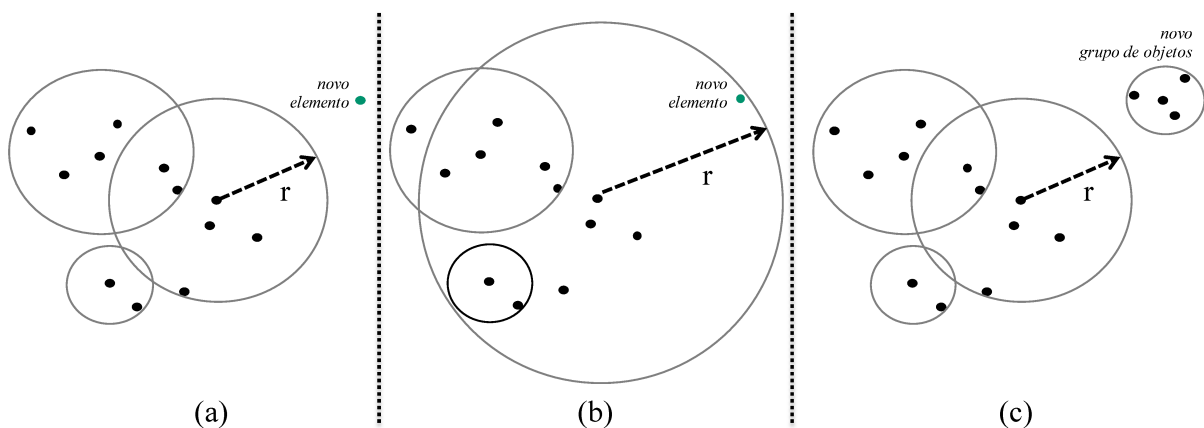 novo
elemento
r
(a)
novo
elemento
r
(b)
novo
grupo de objetos
r
(c)